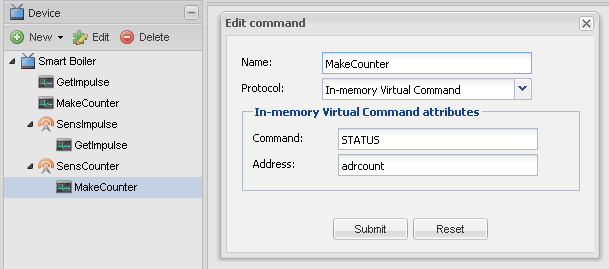 Device
New Edit Delete
Smart Boiler
GetImpulse
MakeCounter
SensImpulse
GetImpulse
SensCounter
MakeCounter
Edit command
Name: MakeCounter
Protocol: In-memory Virtual Command
In-memory Virtual Command attributes
Command: STATUS
Address: adrcount
Submit Reset